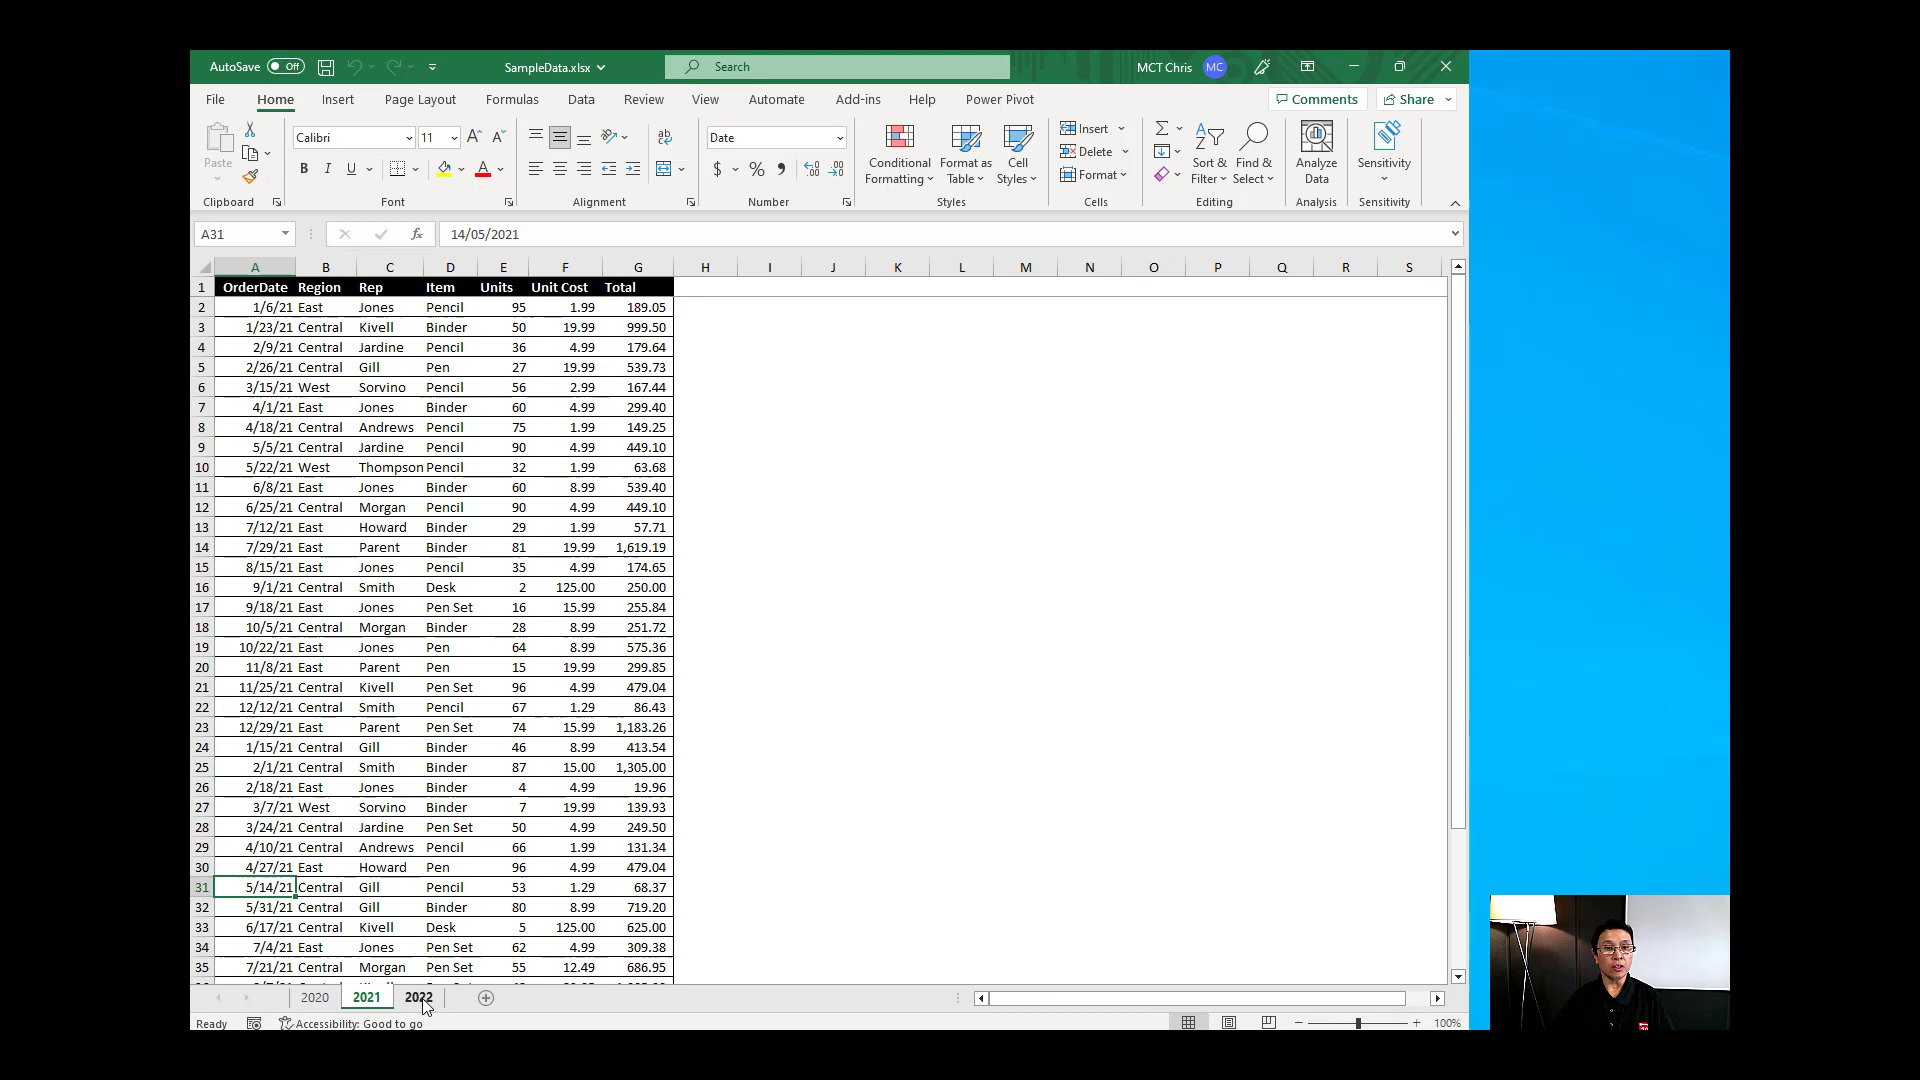 AutoSave Off SampleData.xlsx Search MCT Chris MC
File Home Insert Page Layout Formulas Data Review View Automate Add-ins Help Power Pivot Comments Share
Paste Calibri 11 Date Conditional Formatting Format as Table Cell Styles Insert Delete Format Sort & Filter Find & Select Analyze Data Sensitivity
Clipboard Font Alignment Number Styles Cells Editing Analysis Sensitivity
A31 fx 14/05/2021
A B C D E F G H I J K L M N O P Q R S
1 OrderDate Region Rep Item Units Unit Cost Total
2 1/6/21 East Jones Pencil 95 1.99 189.05
3 1/23/21 Central Kivell Binder 50 19.99 999.50
4 2/9/21 Central Jardine Pencil 36 4.99 179.64
5 2/26/21 Central Gill Pen 27 19.99 539.73
6 3/15/21 West Sorvino Pencil 56 2.99 167.44
7 4/1/21 East Jones Binder 60 4.99 299.40
8 4/18/21 Central Andrews Pencil 75 1.99 149.25
9 5/5/21 Central Jardine Pencil 90 4.99 449.10
10 5/22/21 West Thompson Pencil 32 1.99 63.68
11 6/8/21 East Jones Binder 60 8.99 539.40
12 6/25/21 Central Morgan Pencil 90 4.99 449.10
13 7/12/21 East Howard Binder 29 1.99 57.71
14 7/29/21 East Parent Binder 81 19.99 1,619.19
15 8/15/21 East Jones Pencil 35 4.99 174.65
16 9/1/21 Central Smith Desk 2 125.00 250.00
17 9/18/21 East Jones Pen Set 16 15.99 255.84
18 10/5/21 Central Morgan Binder 28 8.99 251.72
19 10/22/21 East Jones Pen 64 8.99 575.36
20 11/8/21 East Parent Pen 15 19.99 299.85
21 11/25/21 Central Kivell Pen Set 96 4.99 479.04
22 12/12/21 Central Smith Pencil 67 1.29 86.43
23 12/29/21 East Parent Pen Set 74 15.99 1,183.26
24 1/15/21 Central Gill Binder 46 8.99 413.54
25 2/1/21 Central Smith Binder 87 15.00 1,305.00
26 2/18/21 East Jones Binder 4 4.99 19.96
27 3/7/21 West Sorvino Binder 7 19.99 139.93
28 3/24/21 Central Jardine Pen Set 50 4.99 249.50
29 4/10/21 Central Andrews Pencil 66 1.99 131.34
30 4/27/21 East Howard Pen 96 4.99 479.04
31 5/14/21 Central Gill Pencil 53 1.29 68.37
32 5/31/21 Central Gill Binder 80 8.99 719.20
33 6/17/21 Central Kivell Desk 5 125.00 625.00
34 7/4/21 East Jones Pen Set 62 4.99 309.38
35 7/21/21 Central Morgan Pen Set 55 12.49 686.95
2020 2021 2022
Ready Accessibility: Good to go 100%